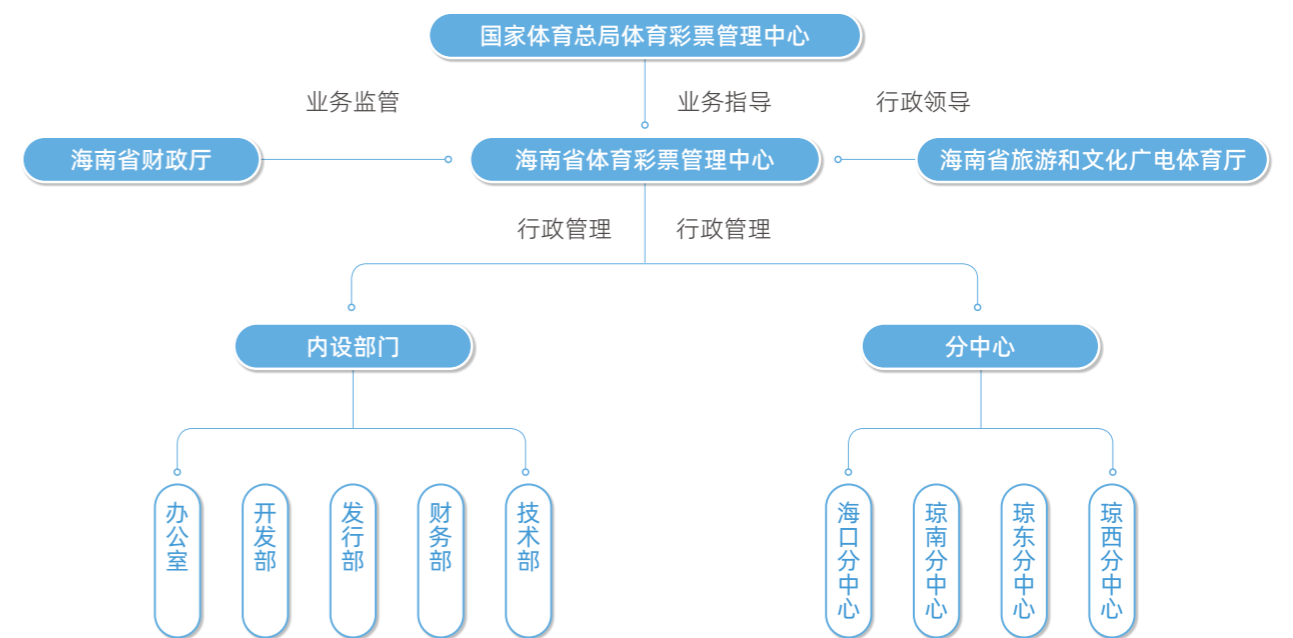 国家体育总局体育彩票管理中心
业务监管
业务指导
行政领导
海南省财政厅
海南省体育彩票管理中心
海南省旅游和文化广电体育厅
行政管理
行政管理
内设部门
分中心
办公室
开发部
发行部
财务部
技术部
海口分中心
琼南分中心
琼东分中心
琼西分中心